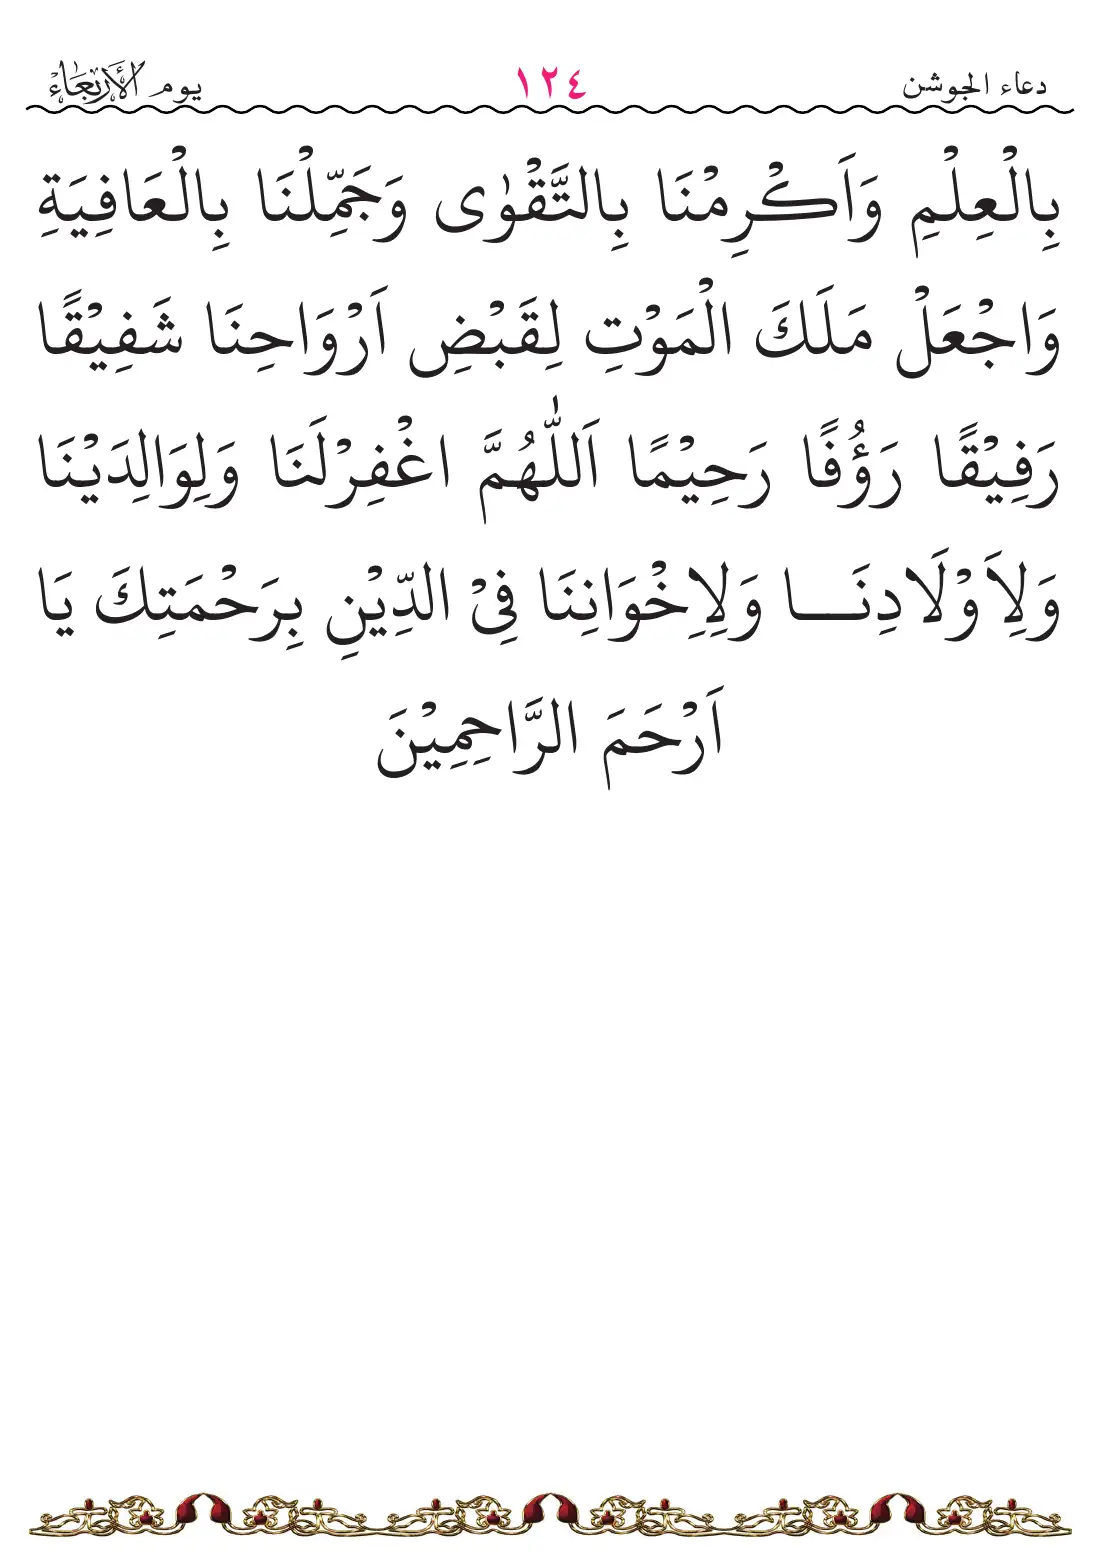 دعاء الجوشن ١٢٤ يوم الأربعاء
بِالْعِلْمِ وَاَكْرِمْنَا بِالتَّقْوٰى وَجَمِّلْنَا بِالْعَافِيَةِ
وَاجْعَلْ مَلَكَ الْمَوْتِ لِقَبْضِ اَرْوَاحِنَا شَفِيْقًا
رَفِيْقًا رَؤُفًا رَحِيْمًا اَللّٰهُمَّ اغْفِرْلَنَا وَلِوَالِدَيْنَا
وَلِاَوْلَادِنَـــا وَلِاِخْوَانِنَا فِىْ الدِّيْنِ بِرَحْمَتِكَ يَا
اَرْحَمَ الرَّاحِمِيْنَ